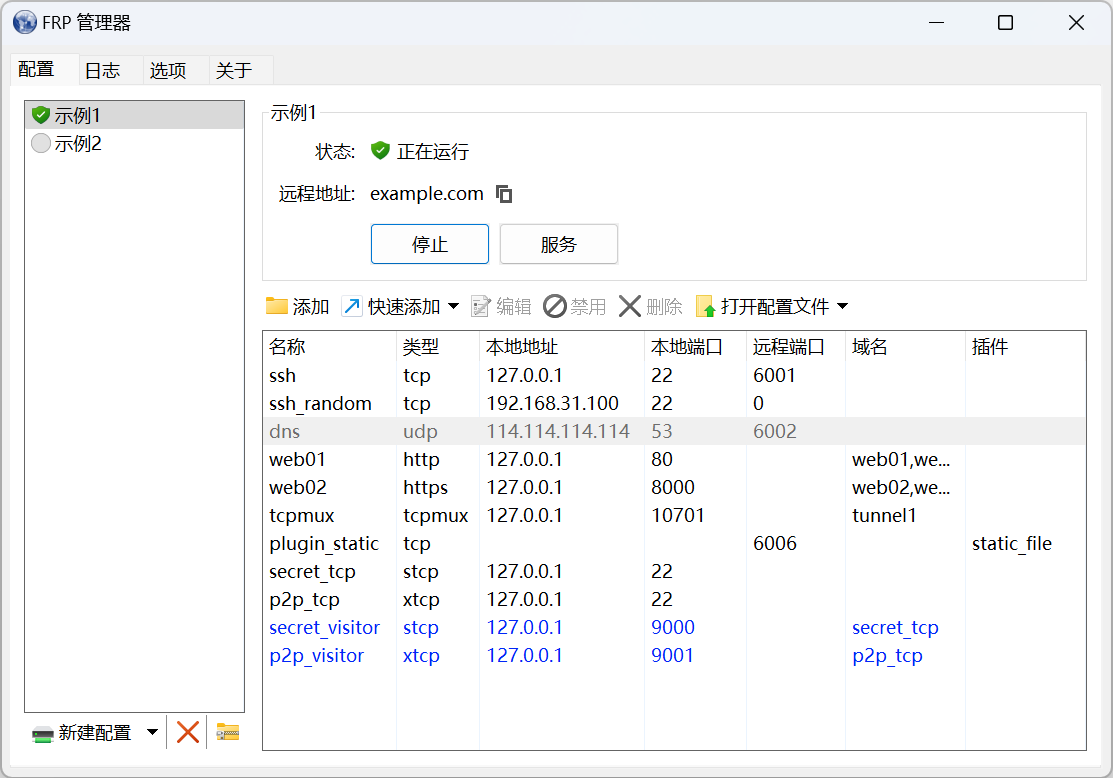 FRP 管理器
配置 日志 选项 关于
示例1
示例2
示例1
状态: 正在运行
远程地址: example.com
停止 服务
添加 快速添加 编辑 禁用 删除 打开配置文件
名称 类型 本地地址 本地端口 远程端口 域名 插件
ssh tcp 127.0.0.1 22 6001
ssh_random tcp 192.168.31.100 22 0
dns udp 114.114.114.114 53 6002
web01 http 127.0.0.1 80 web01,we...
web02 https 127.0.0.1 8000 web02,we...
tcpmux tcpmux 127.0.0.1 10701 tunnel1
plugin_static tcp 6006 static_file
secret_tcp stcp 127.0.0.1 22
p2p_tcp xtcp 127.0.0.1 22
secret_visitor stcp 127.0.0.1 9000 secret_tcp
p2p_visitor xtcp 127.0.0.1 9001 p2p_tcp
新建配置